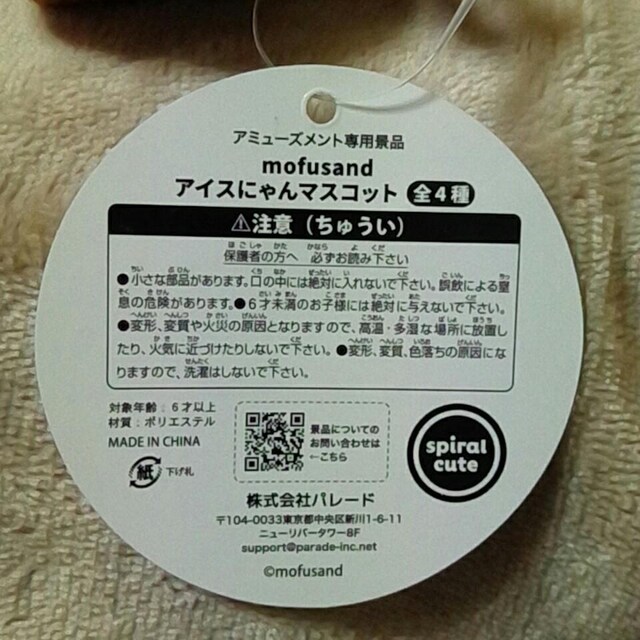 アミューズメント専用景品
mofusand
アイスにゃんマスコット 全4種
⚠注意（ちゅうい）
保護者の方へ 必ずお読み下さい
●小さな部品があります。口の中には絶対に入れないで下さい。誤飲による窒
息の危険があります。●6才未満のお子様には絶対に与えないで下さい。
●変形、変質や火災の原因となりますので、高温・多湿な場所に放置し
たり、火気に近づけたりしないで下さい。●変形、変質、色落ちの原因にな
りますので、洗濯はしないで下さい。
対象年齢：6才以上
材質：ポリエステル
MADE IN CHINA
紙 下げ札
景品についての
お問い合わせは
←こちら
spiral
cute
株式会社パレード
〒104-0033東京都中央区新川1-6-11
ニューリバータワー8F
support@parade-inc.net
©mofusand